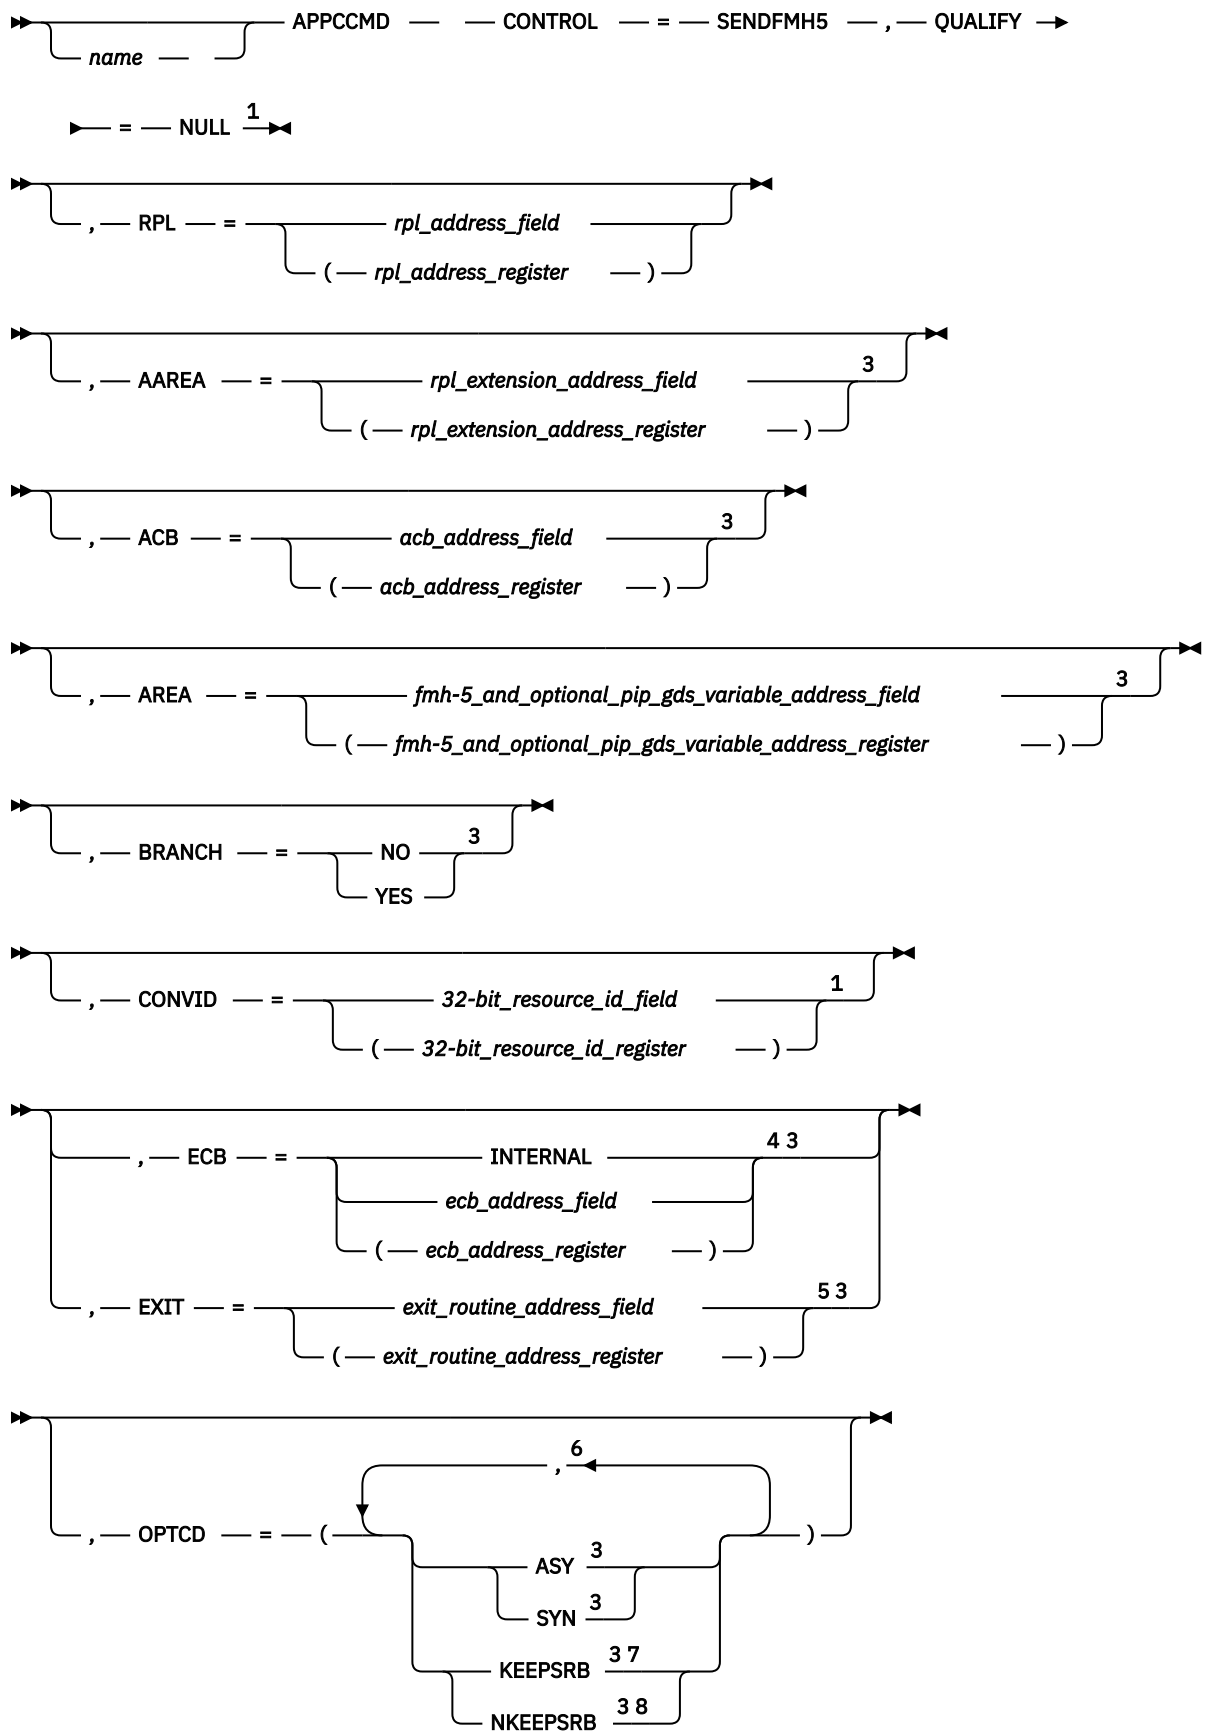 APPCCMD CONTROL = SENDFMH5 , QUALIFY
name
= NULL 1
, RPL = rpl_address_field
( rpl_address_register )
, AAREA = rpl_extension_address_field 3
( rpl_extension_address_register )
, ACB = acb_address_field 3
( acb_address_register )
, AREA = fmh-5_and_optional_pip_gds_variable_address_field 3
( fmh-5_and_optional_pip_gds_variable_address_register )
, BRANCH = NO 3
YES
, CONVID = 32-bit_resource_id_field 1
( 32-bit_resource_id_register )
, ECB = INTERNAL 4 3
ecb_address_field
( ecb_address_register )
, EXIT = exit_routine_address_field 5 3
( exit_routine_address_register )
, 6
, OPTCD = ( )
ASY 3
SYN 3
KEEPSRB 3 7
NKEEPSRB 3 8